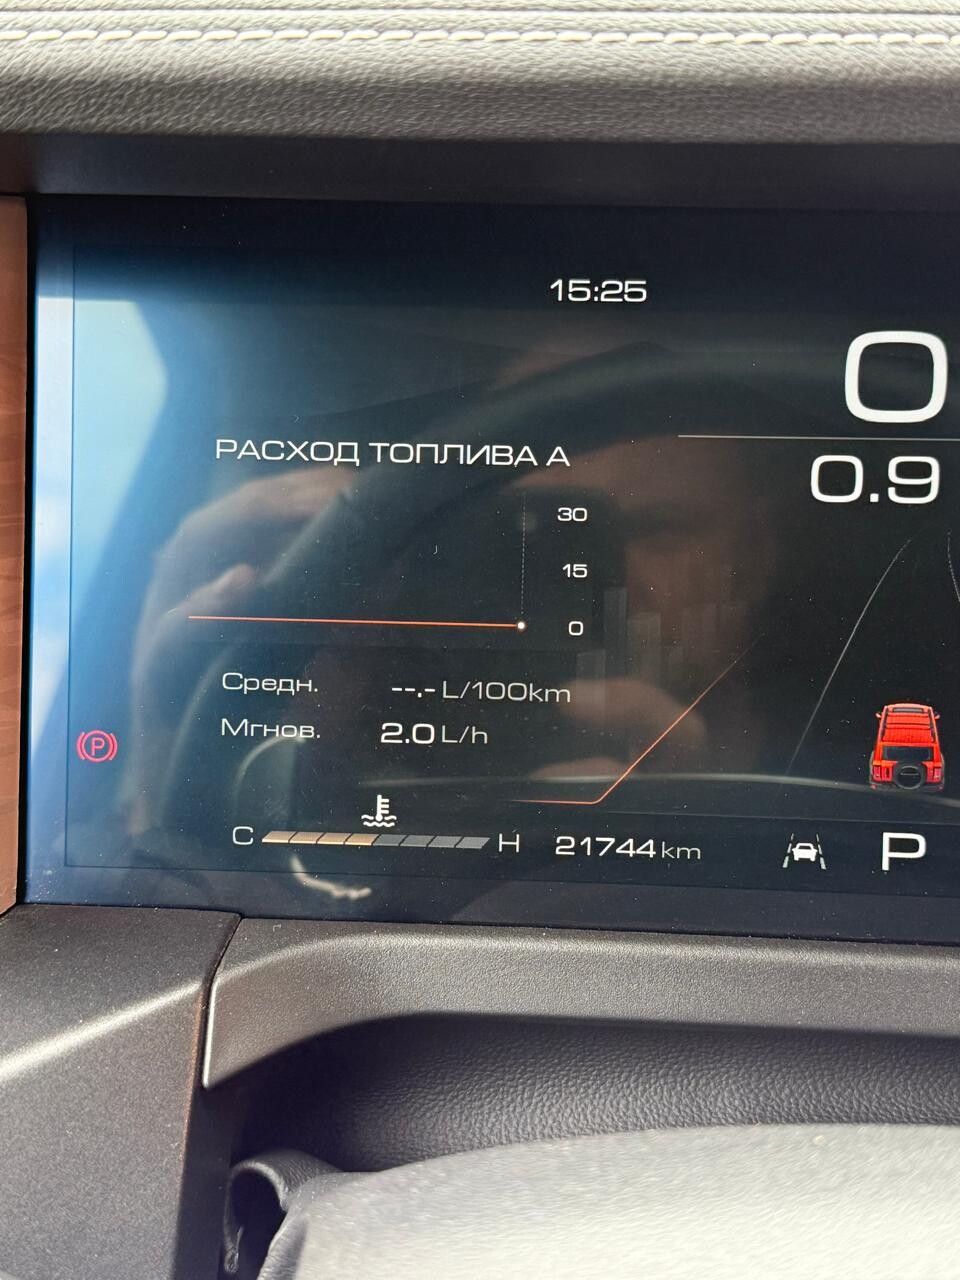 15:25
0
0.9
РАСХОД ТОПЛИВА А
30
15
0
Средн. --.- L/100km
Мгнов. 2.0 L/h
(P)
C H 21744 km P